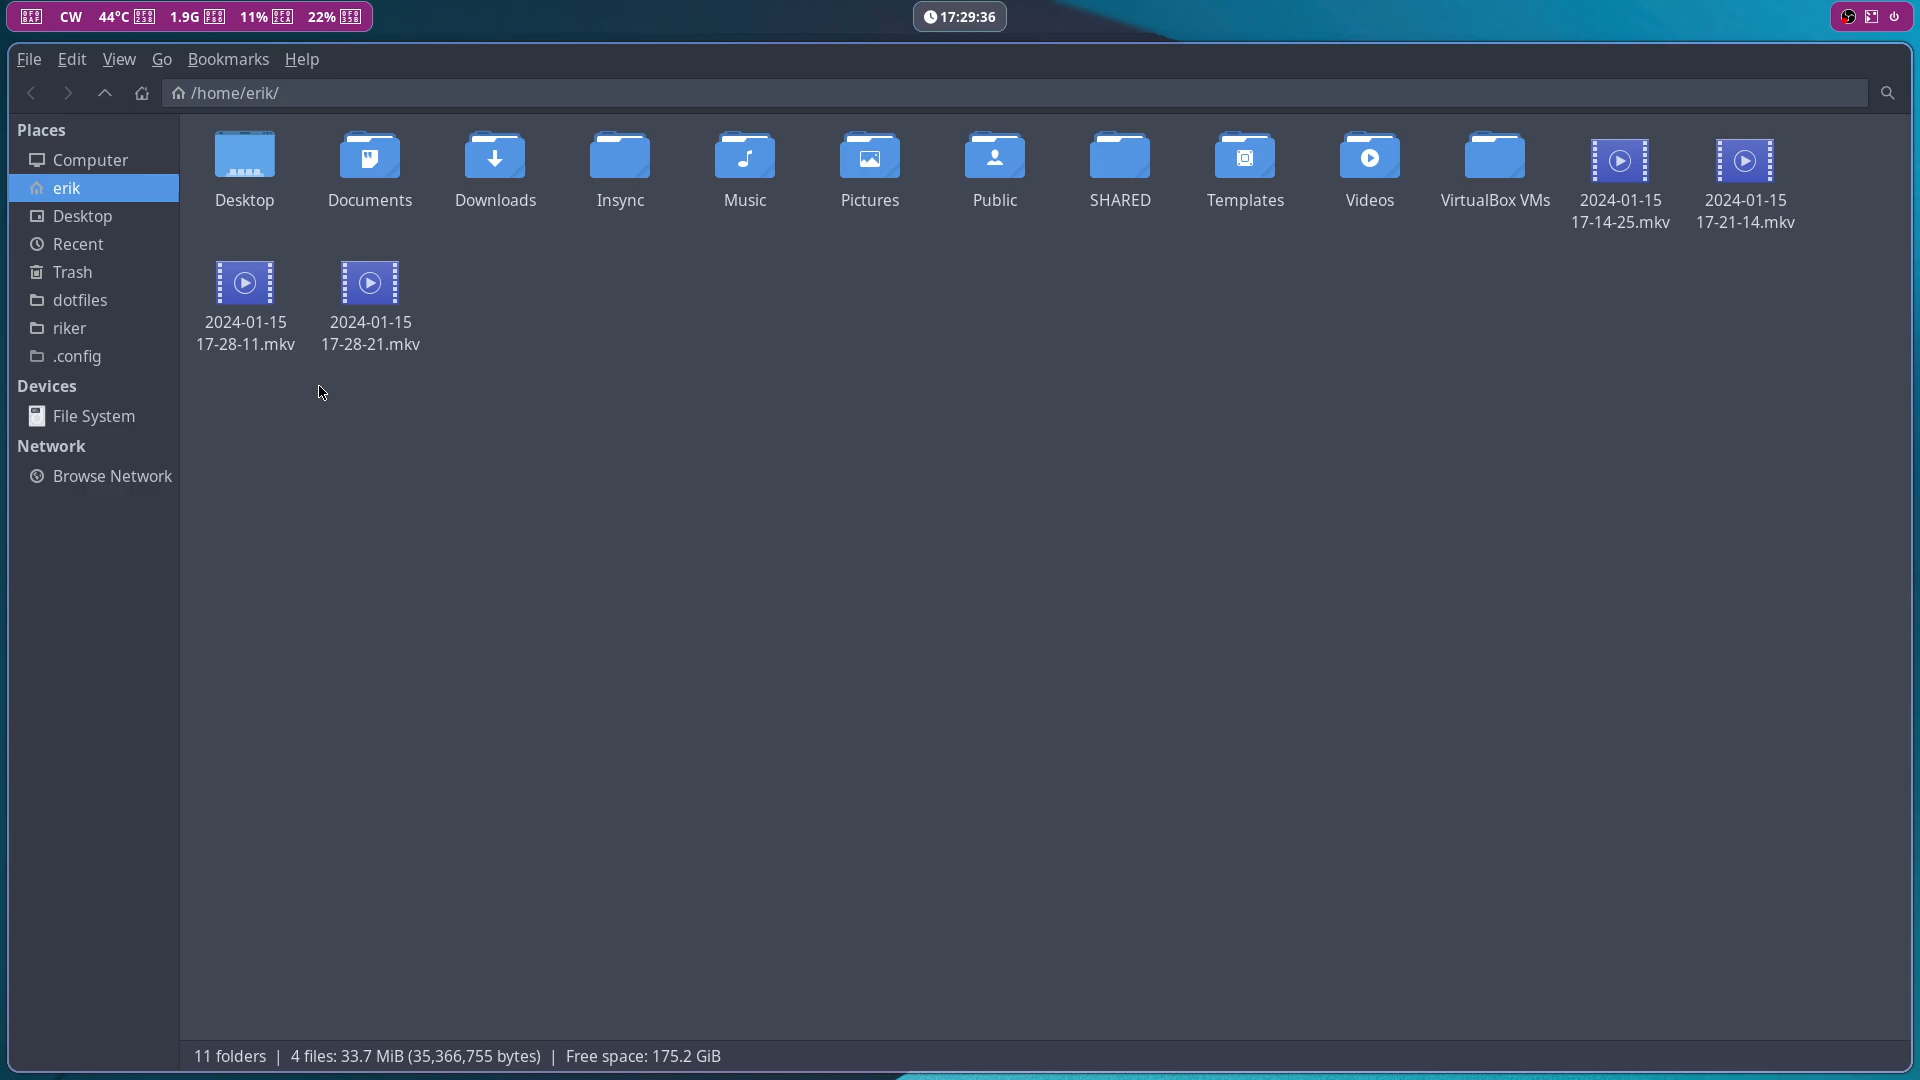 CW 44°C 1.9G 11% 22%
17:29:36
File Edit View Go Bookmarks Help
/home/erik/
Places
Computer
erik
Desktop
Recent
Trash
dotfiles
riker
.config
Devices
File System
Network
Browse Network
Desktop
Documents
Downloads
Insync
Music
Pictures
Public
SHARED
Templates
Videos
VirtualBox VMs
2024-01-15
17-14-25.mkv
2024-01-15
17-21-14.mkv
2024-01-15
17-28-11.mkv
2024-01-15
17-28-21.mkv
11 folders | 4 files: 33.7 MiB (35,366,755 bytes) | Free space: 175.2 GiB